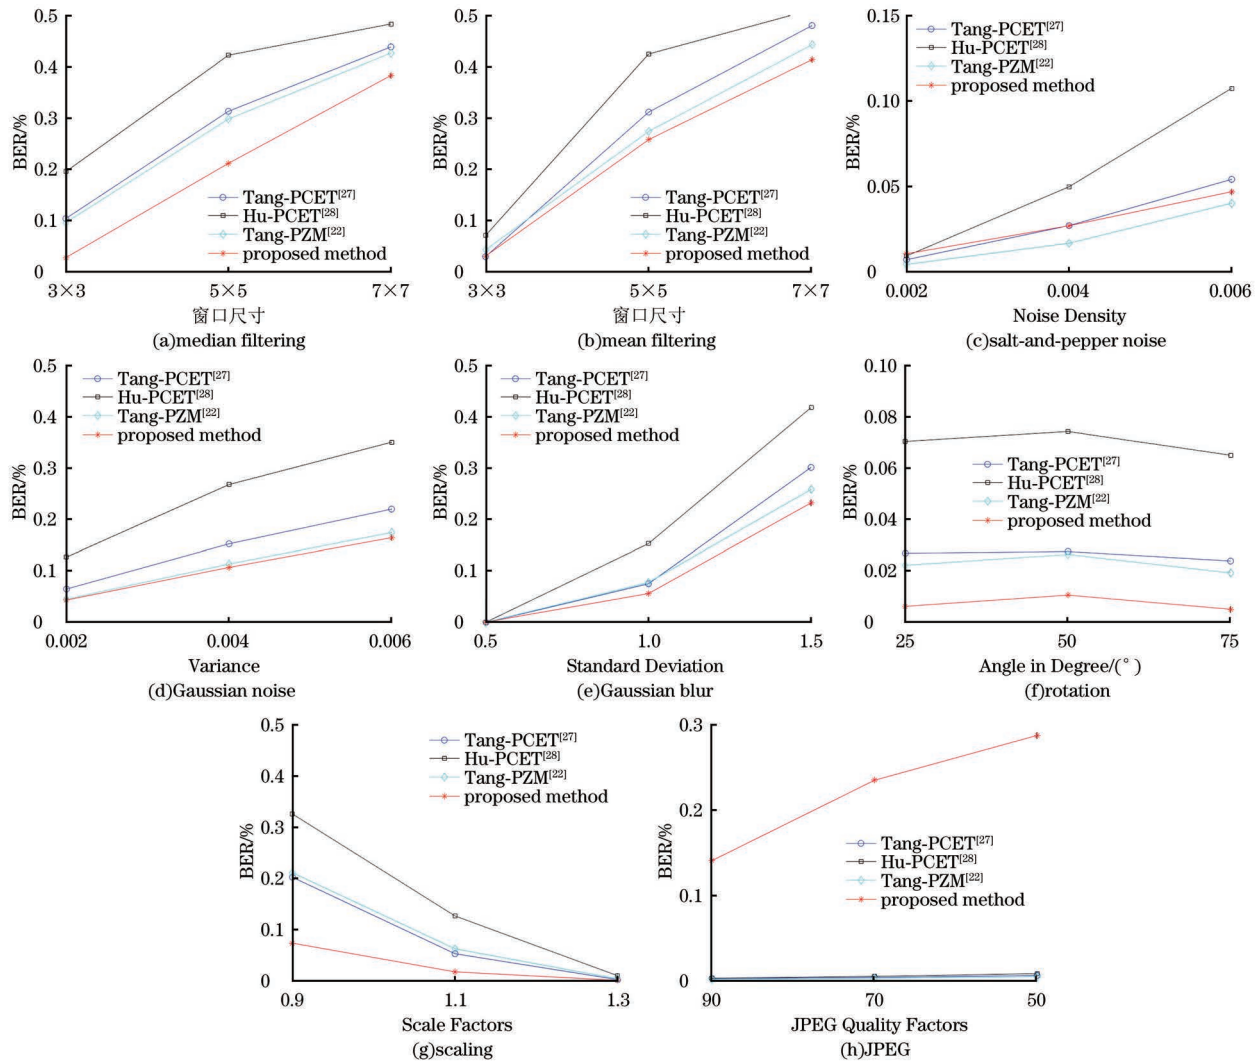 0.5
0.4
0.3
0.2
0.1
0
BER/%
Tang-PCET[27]
Hu-PCET[28]
Tang-PZM[22]
proposed method
3×3
5×5
7×7
窗口尺寸
(a)median filtering
0.5
0.4
0.3
0.2
0.1
0
BER/%
Tang-PCET[27]
Hu-PCET[28]
Tang-PZM[22]
proposed method
3×3
5×5
7×7
窗口尺寸
(b)mean filtering
0.15
0.10
0.05
0
BER/%
Tang-PCET[27]
Hu-PCET[28]
Tang-PZM[22]
proposed method
0.002
0.004
0.006
Noise Density
(c)salt-and-pepper noise
0.5
0.4
0.3
0.2
0.1
0
BER/%
Tang-PCET[27]
Hu-PCET[28]
Tang-PZM[22]
proposed method
0.002
0.004
0.006
Variance
(d)Gaussian noise
0.5
0.4
0.3
0.2
0.1
0
BER/%
Tang-PCET[27]
Hu-PCET[28]
Tang-PZM[22]
proposed method
0.5
1.0
1.5
Standard Deviation
(e)Gaussian blur
0.10
0.08
0.06
0.04
0.02
0
BER/%
Tang-PCET[27]
Hu-PCET[28]
Tang-PZM[22]
proposed method
25
50
75
Angle in Degree/(°)
(f)rotation
0.5
0.4
0.3
0.2
0.1
0
BER/%
Tang-PCET[27]
Hu-PCET[28]
Tang-PZM[22]
proposed method
0.9
1.1
1.3
Scale Factors
(g)scaling
0.3
0.2
0.1
0
BER/%
Tang-PCET[27]
Hu-PCET[28]
Tang-PZM[22]
proposed method
90
70
50
JPEG Quality Factors
(h)JPEG